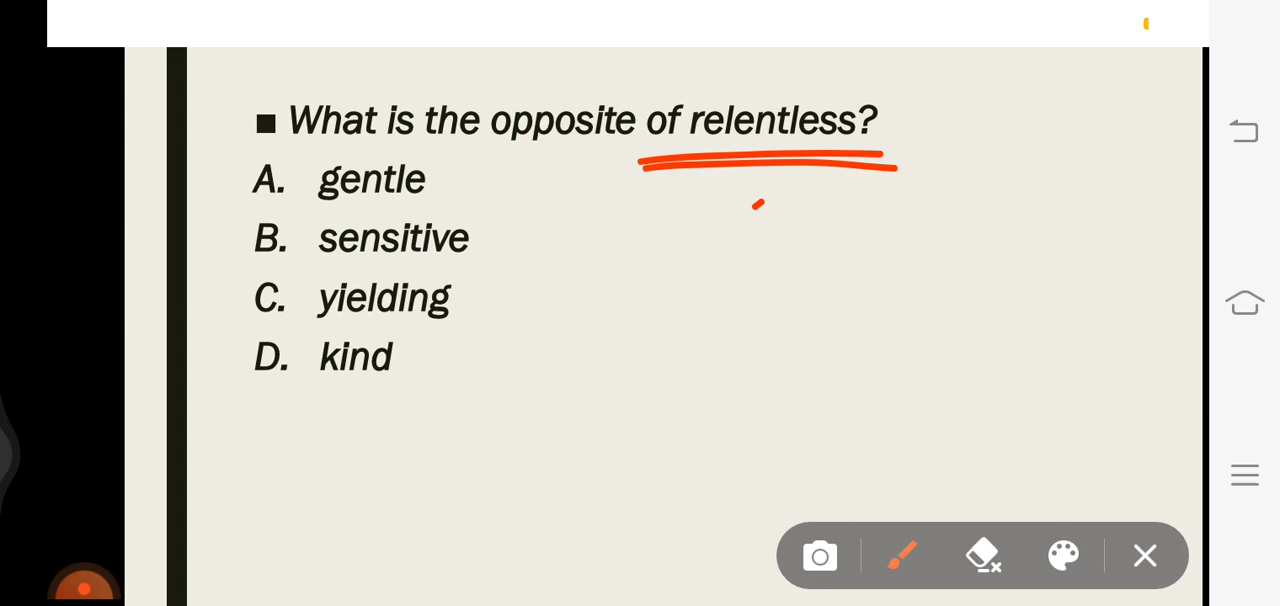 What is the opposite of relentless?
A. gentle
B. sensitive
C. yielding
D. kind